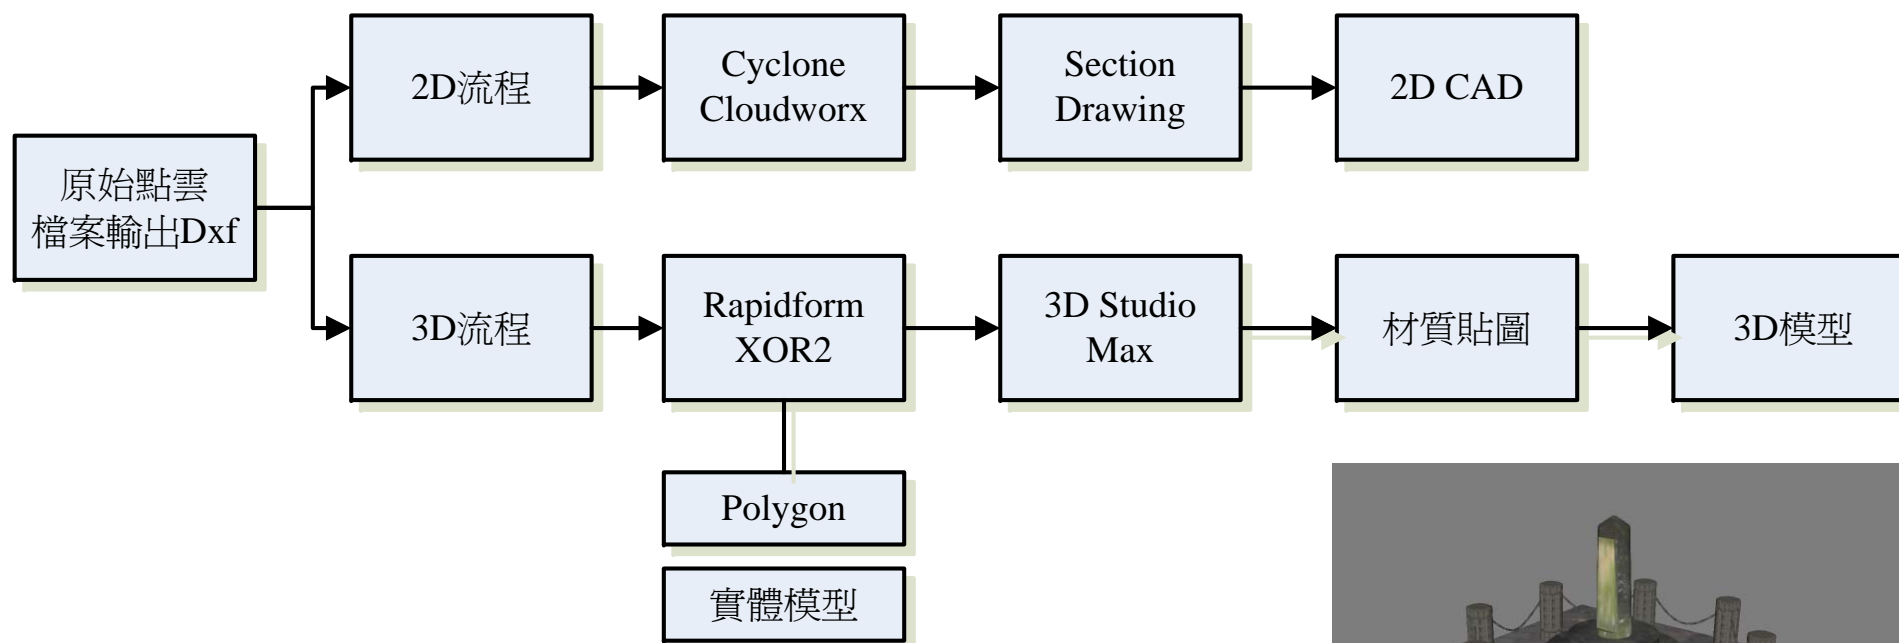 原始點雲
檔案輸出Dxf
2D流程
Cyclone
Cloudworx
Section
Drawing
2D CAD
3D流程
Rapidform
XOR2
3D Studio
Max
材質貼圖
3D模型
Polygon
實體模型